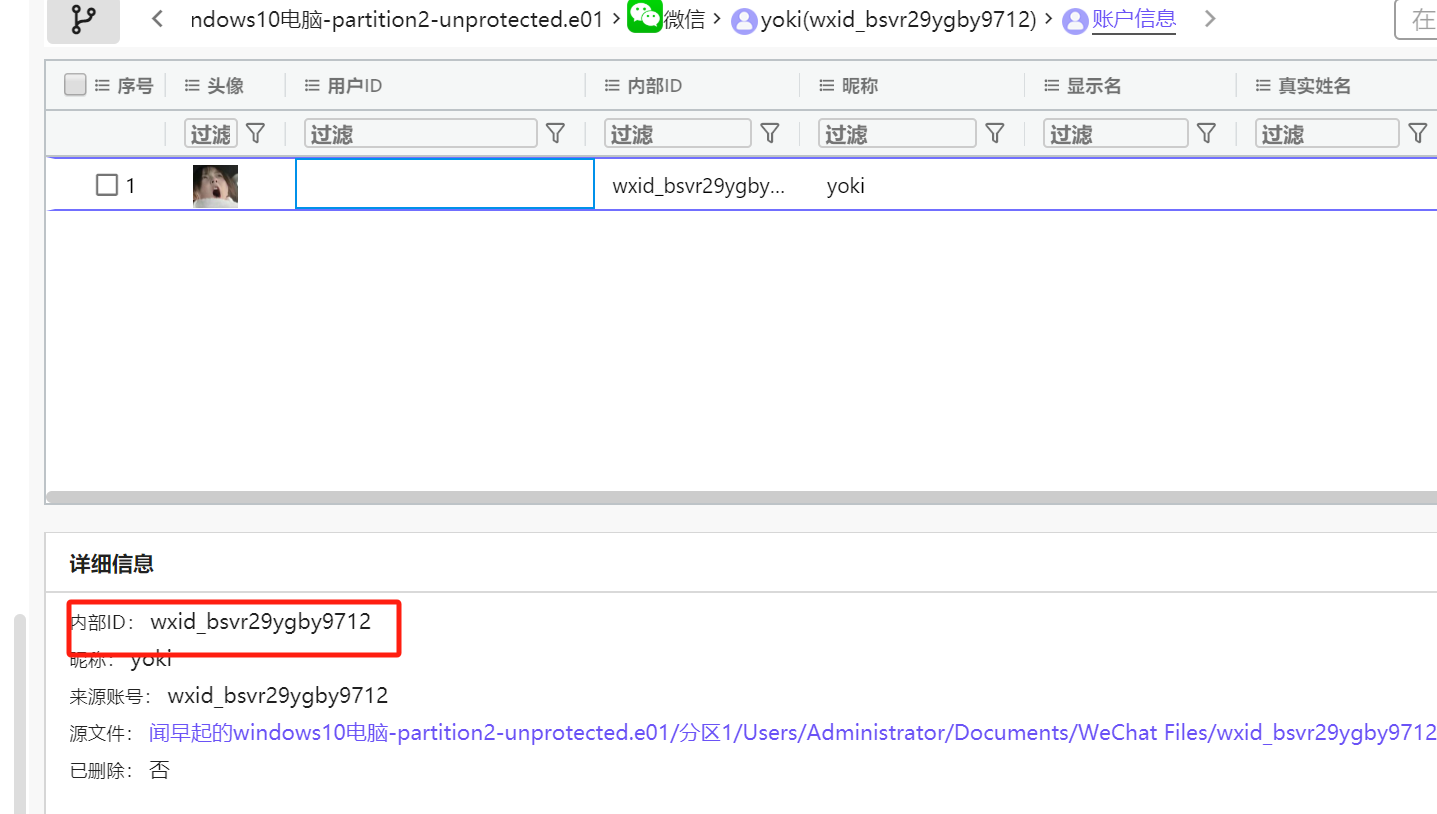 ndows10电脑-partition2-unprotected.e01 › 微信 › yoki(wxid_bsvr29ygby9712) › 账户信息 在
序号 头像 用户ID 内部ID 昵称 显示名 真实姓名
过滤 过滤 过滤 过滤 过滤 过滤
1 wxid_bsvr29ygby... yoki
详细信息
内部ID： wxid_bsvr29ygby9712
昵称： yoki
来源账号： wxid_bsvr29ygby9712
源文件： 闻早起的windows10电脑-partition2-unprotected.e01/分区1/Users/Administrator/Documents/WeChat Files/wxid_bsvr29ygby9712
已删除： 否